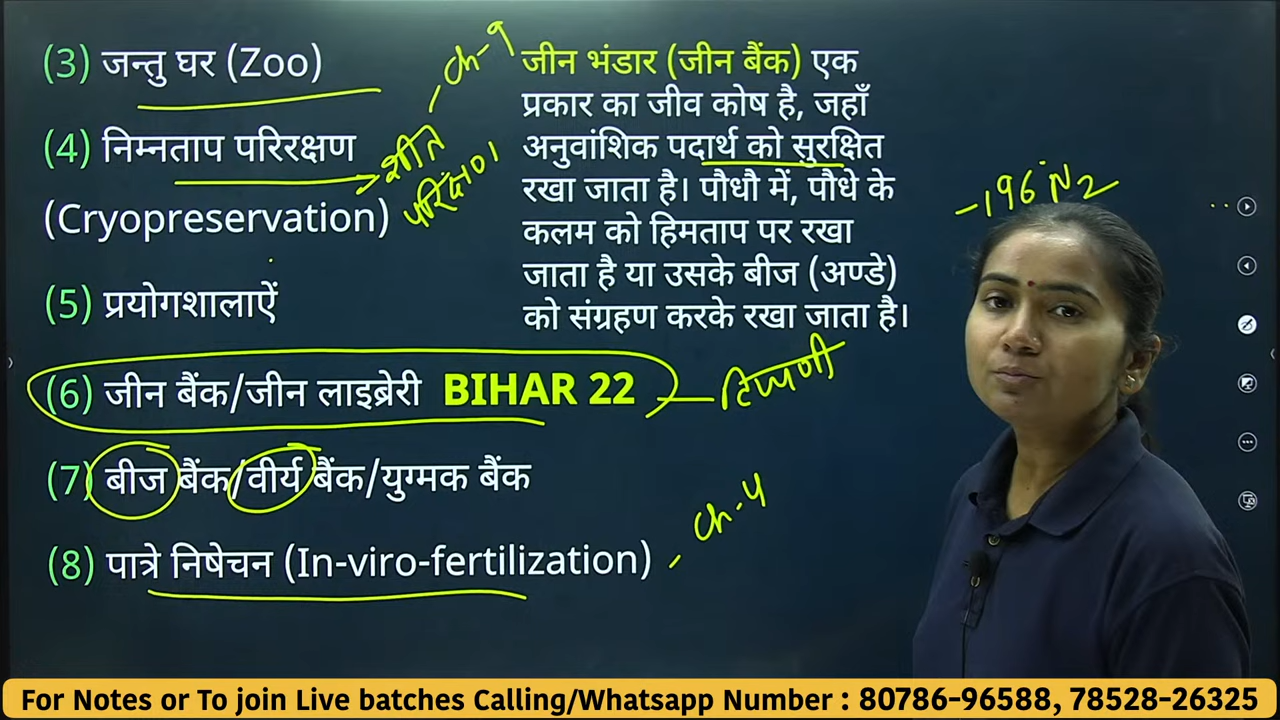 (3) जन्तु घर (Zoo)
(4) निम्नताप परिरक्षण
(Cryopreservation)
(5) प्रयोगशालाऐं
(6) जीन बैंक/जीन लाइब्रेरी BIHAR 22
(7) बीज बैंक/वीर्य बैंक/युग्मक बैंक
(8) पात्रे निषेचन (In-viro-fertilization)
ch-9
शीत
ch-4
टिप्पणी
जीन भंडार (जीन बैंक) एक
प्रकार का जीव कोष है, जहाँ
अनुवांशिक पदार्थ को सुरक्षित
रखा जाता है। पौधौ में, पौधे के
कलम को हिमताप पर रखा
जाता है या उसके बीज (अण्डे)
को संग्रहण करके रखा जाता है।
-196 N2
For Notes or To join Live batches Calling/Whatsapp Number : 80786-96588, 78528-26325